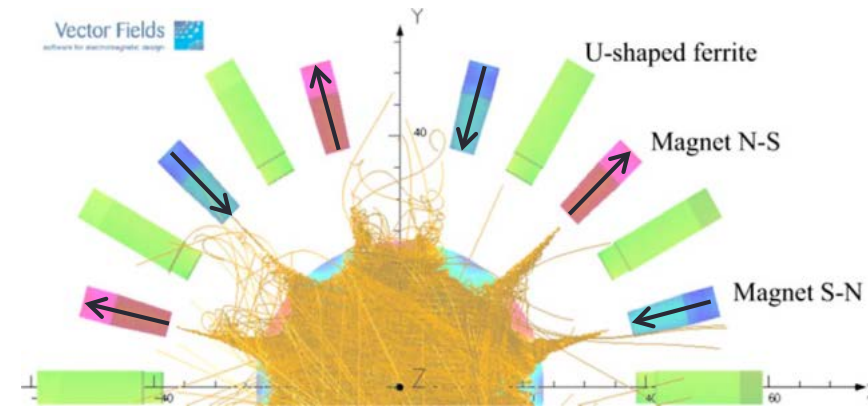 Vector Fields
software for electromagnetic design
Y
U-shaped ferrite
40
Magnet N-S
Magnet S-N
Z
-40
40
60